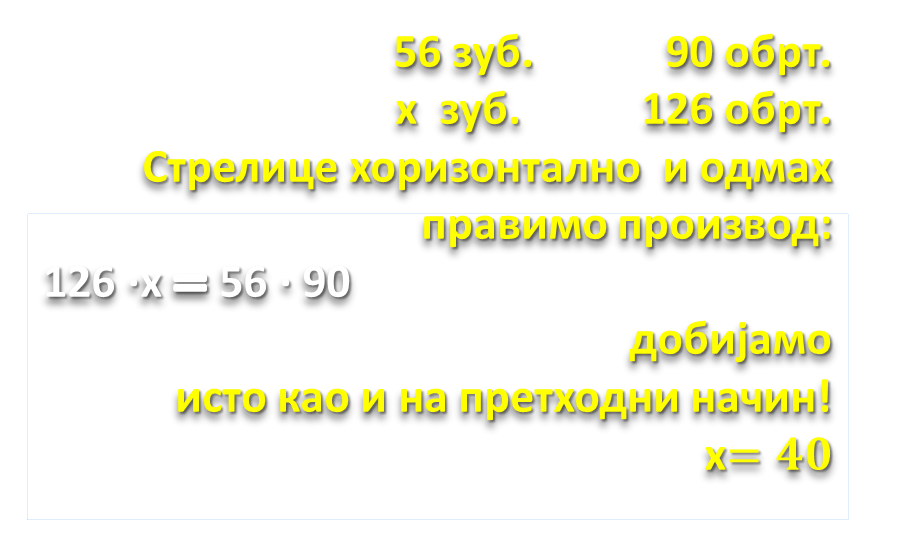 56 зуб. 90 обрт.
x зуб. 126 обрт.
Стрелице хоризонтално и одмах
правимо производ:
126 ·x = 56 · 90
добијамо
исто као и на претходни начин!
x= 40